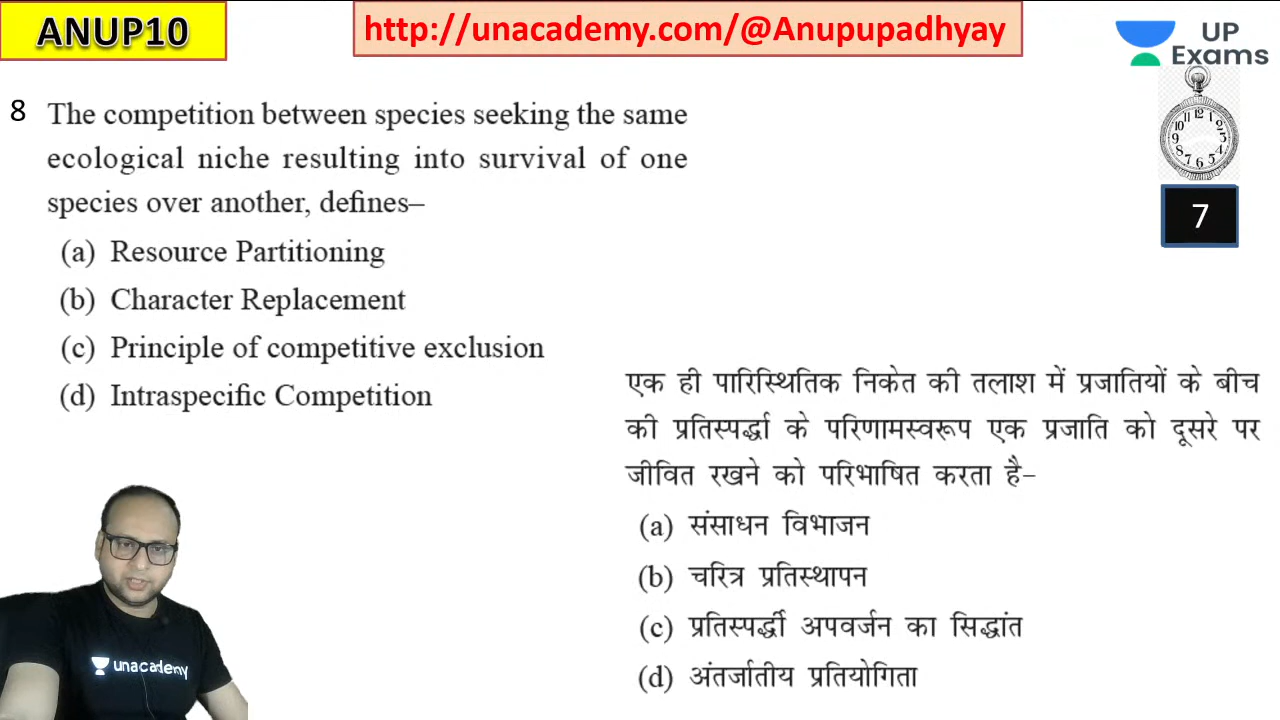 ANUP10
http://unacademy.com/@Anupupadhyay
UP
Exams
8 The competition between species seeking the same
ecological niche resulting into survival of one
species over another, defines–
(a) Resource Partitioning
(b) Character Replacement
(c) Principle of competitive exclusion
(d) Intraspecific Competition
7
एक ही पारिस्थितिक निकेत की तलाश में प्रजातियों के बीच
की प्रतिस्पर्द्धा के परिणामस्वरूप एक प्रजाति को दूसरे पर
जीवित रखने को परिभाषित करता है–
(a) संसाधन विभाजन
(b) चरित्र प्रतिस्थापन
(c) प्रतिस्पर्द्धी अपवर्जन का सिद्धांत
(d) अंतर्जातीय प्रतियोगिता
unacademy